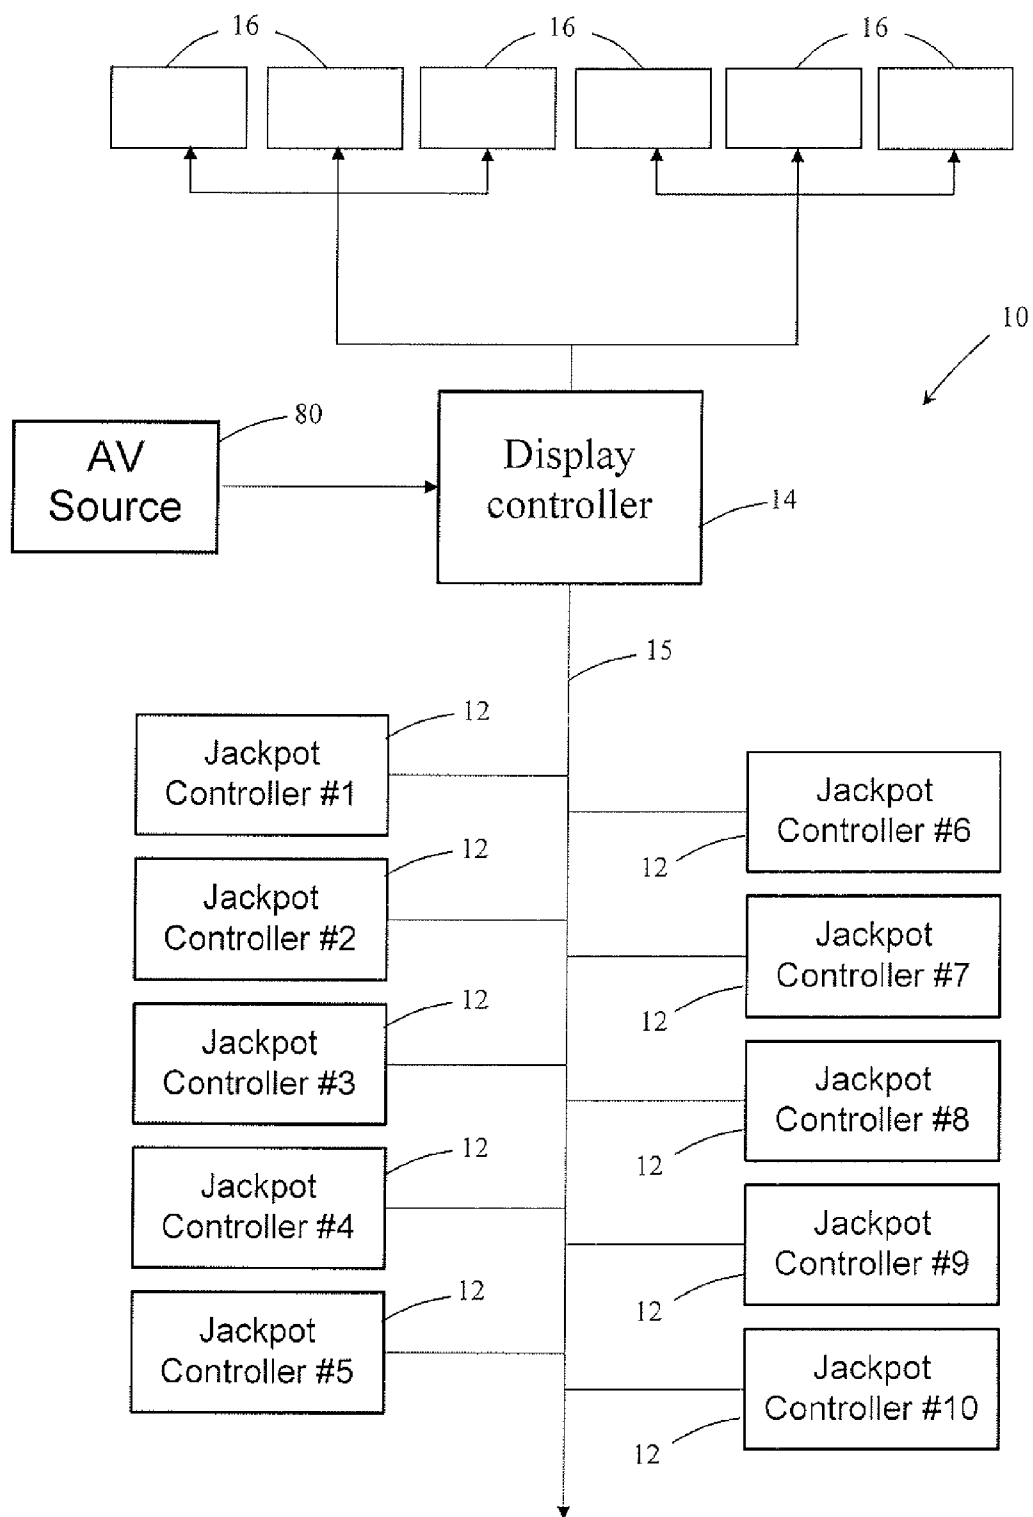 16
16
16
10
80
AV
Source
Display
controller
14
15
12
Jackpot
Controller #1
Jackpot
Controller #6
12
12
Jackpot
Controller #2
Jackpot
Controller #7
12
12
Jackpot
Controller #3
Jackpot
Controller #8
12
12
Jackpot
Controller #4
Jackpot
Controller #9
12
12
Jackpot
Controller #5
Jackpot
Controller #10
12